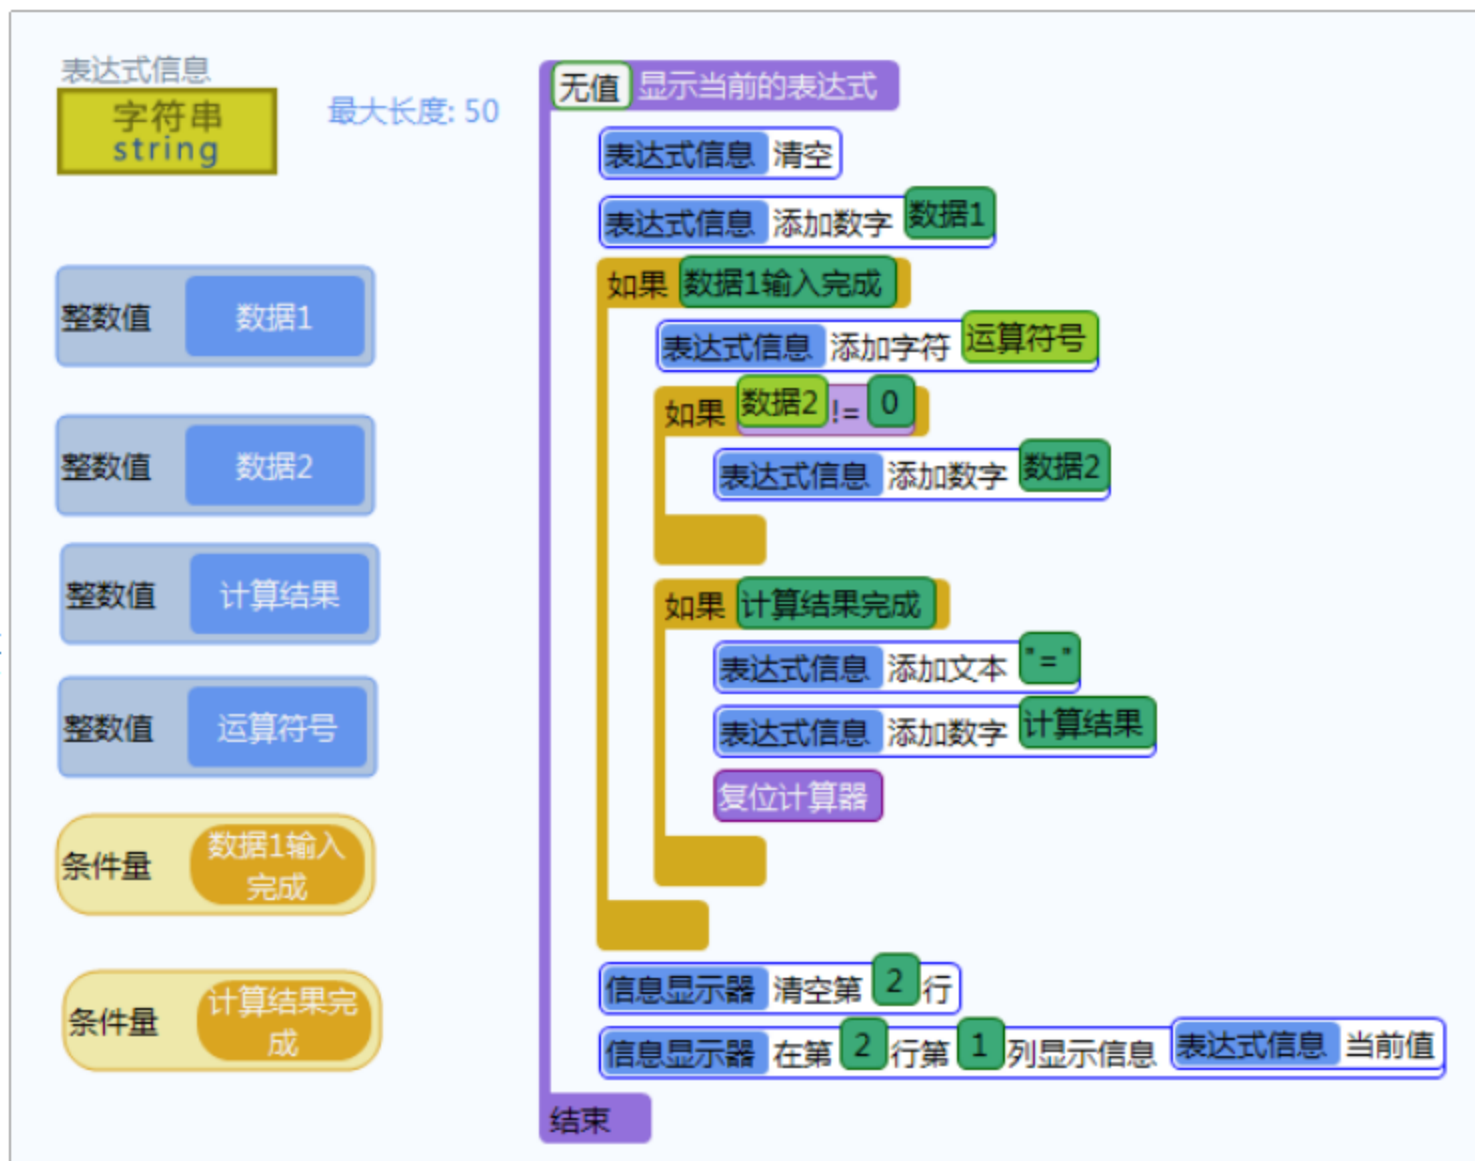 表达式信息
字符串
string
最大长度: 50
整数值 数据1
整数值 数据2
整数值 计算结果
整数值 运算符号
条件量 数据1输入
完成
条件量 计算结果完
成
无值 显示当前的表达式
表达式信息 清空
表达式信息 添加数字 数据1
如果 数据1输入完成
表达式信息 添加字符 运算符号
如果 数据2 != 0
表达式信息 添加数字 数据2
如果 计算结果完成
表达式信息 添加文本 "="
表达式信息 添加数字 计算结果
复位计算器
信息显示器 清空第 2 行
信息显示器 在第 2 行第 1 列显示信息 表达式信息 当前值
结束